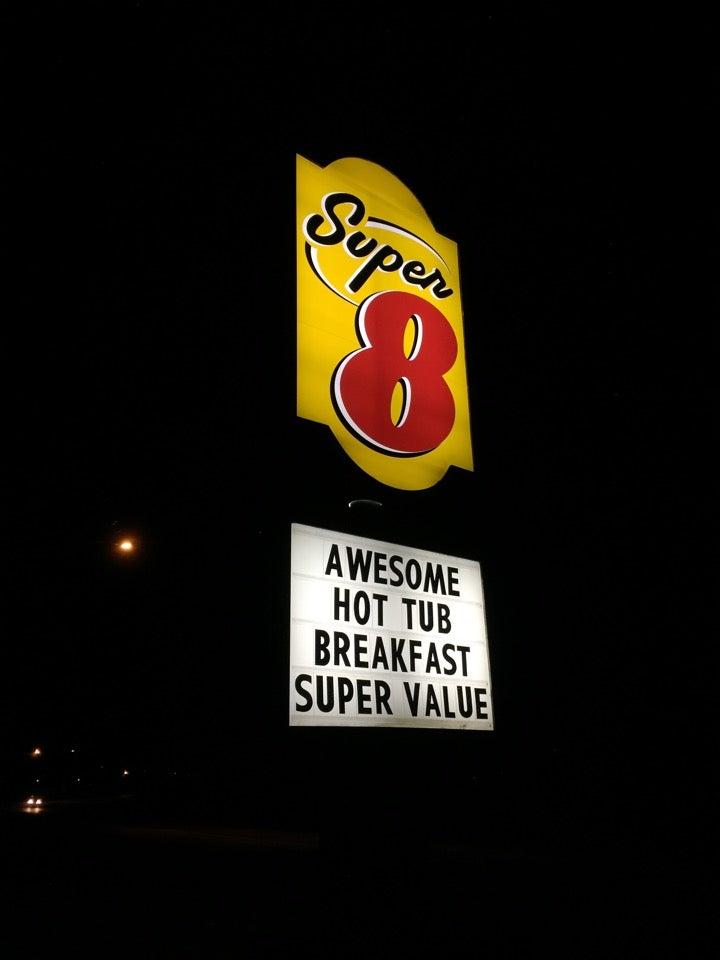 Super
8
AWESOME
HOT TUB
BREAKFAST
SUPER VALUE